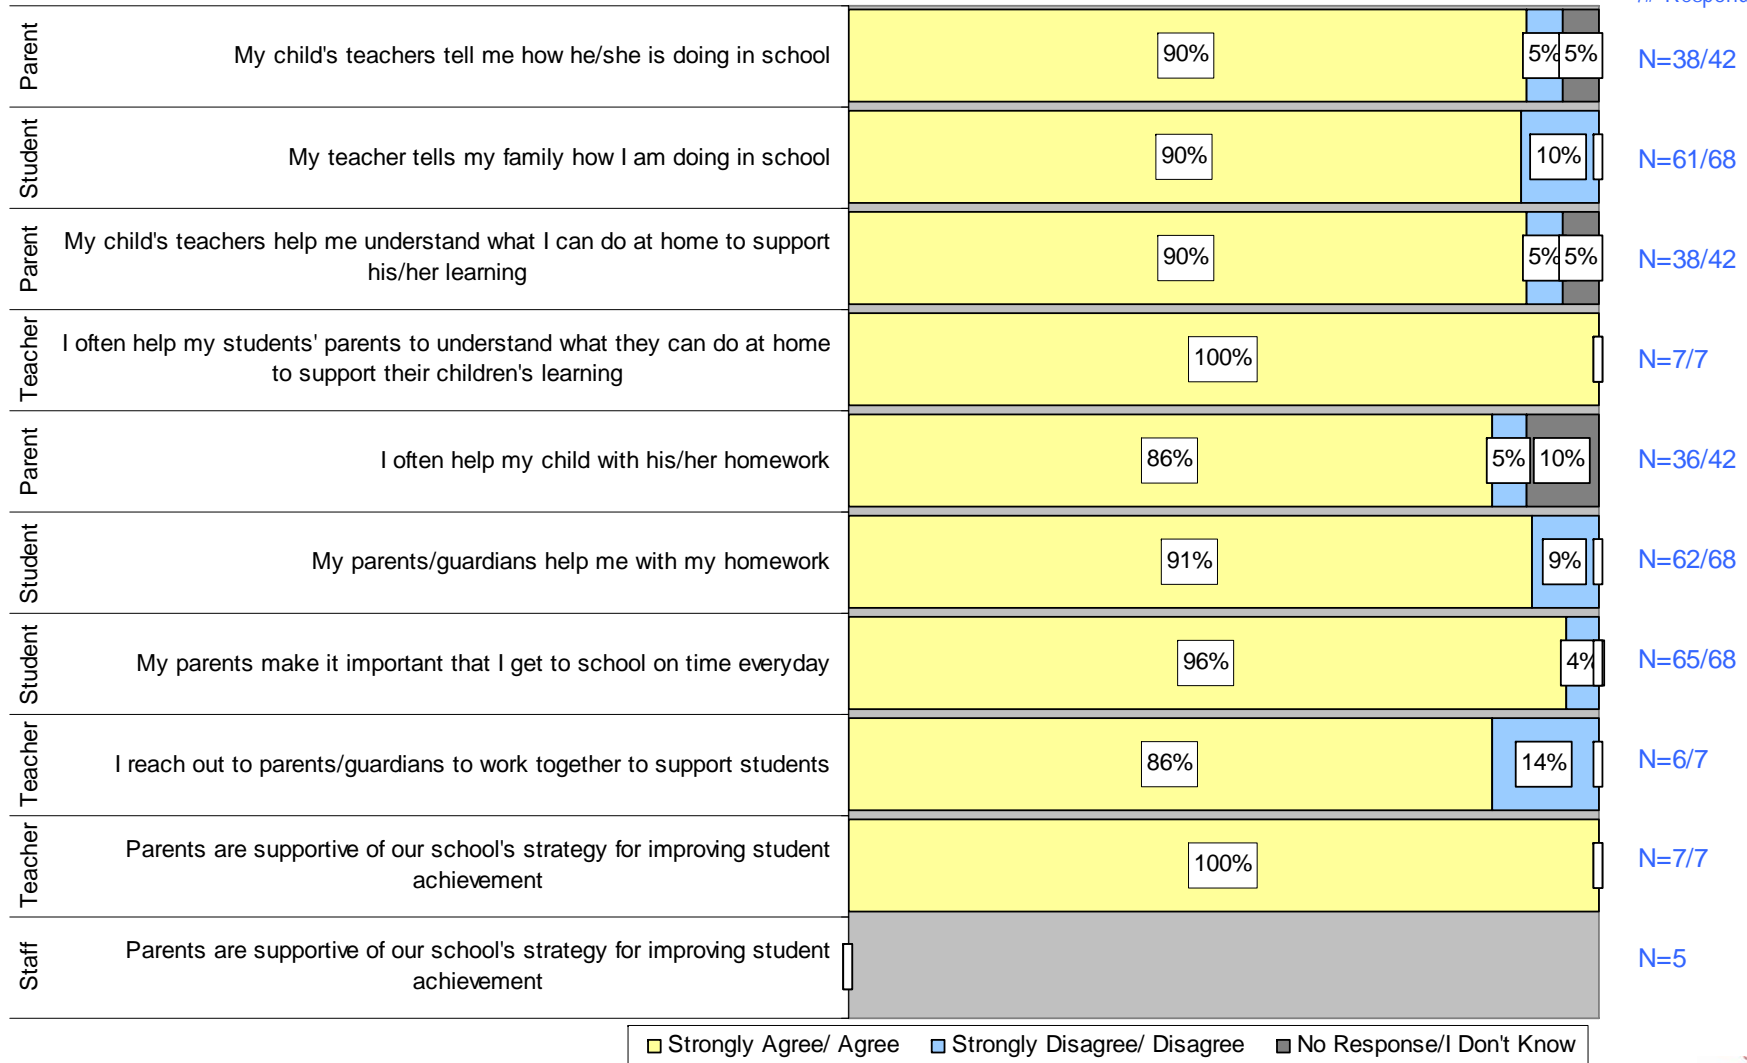 # Respond
Parent
My child's teachers tell me how he/she is doing in school
90%
5%
5%
N=38/42
Student
My teacher tells my family how I am doing in school
90%
10%
N=61/68
Parent
My child's teachers help me understand what I can do at home to support
his/her learning
90%
5%
5%
N=38/42
Teacher
I often help my students' parents to understand what they can do at home
to support their children's learning
100%
N=7/7
Parent
I often help my child with his/her homework
86%
5%
10%
N=36/42
Student
My parents/guardians help me with my homework
91%
9%
N=62/68
Student
My parents make it important that I get to school on time everyday
96%
4%
N=65/68
Teacher
I reach out to parents/guardians to work together to support students
86%
14%
N=6/7
Teacher
Parents are supportive of our school's strategy for improving student
achievement
100%
N=7/7
Staff
Parents are supportive of our school's strategy for improving student
achievement
N=5
Strongly Agree/ Agree
Strongly Disagree/ Disagree
No Response/I Don't Know